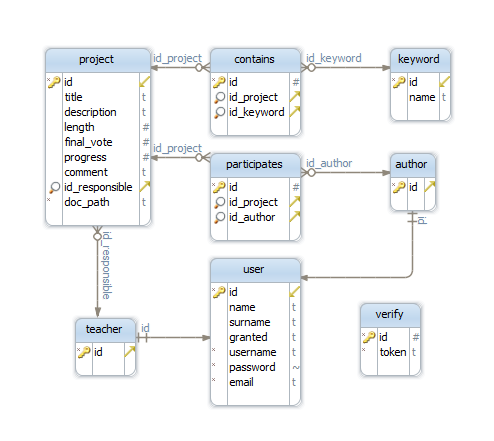 project
id
title t
description t
length #
final_vote #
progress #
comment t
id_responsible
doc_path t
id_project
contains
id #
id_project
id_keyword
id_keyword
keyword
id
name t
id_project
participates
id #
id_project
id_author
id_author
author
id
id
id_responsible
user
id
name t
surname t
granted t
username t
password ~
email t
teacher
id
id
verify
id #
token t